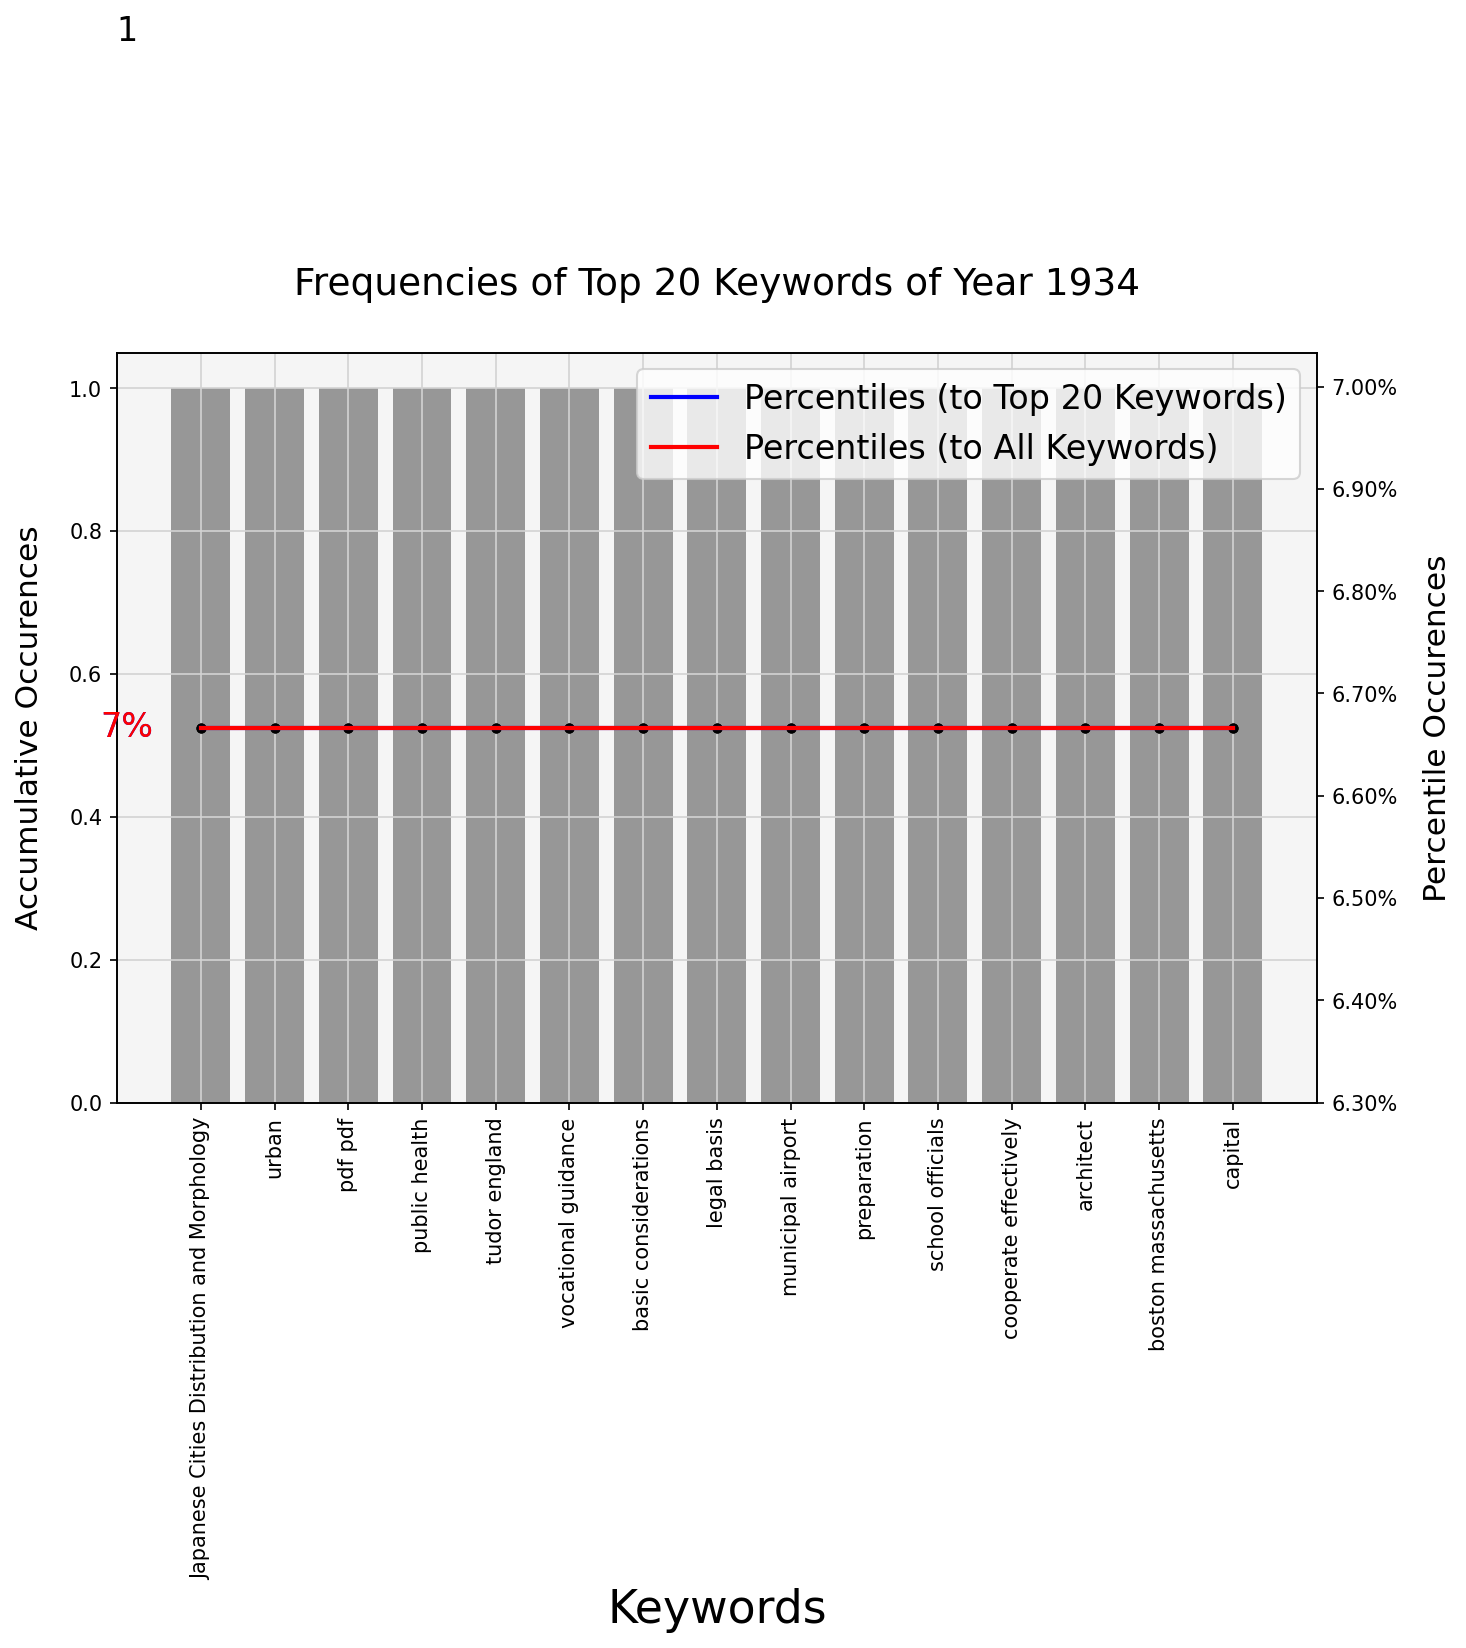 1
Frequencies of Top 20 Keywords of Year 1934
Percentiles (to Top 20 Keywords)
Percentiles (to All Keywords)
Accumulative Occurences
1.0
0.8
0.6
0.4
0.2
0.0
7%
7.00%
6.90%
6.80%
6.70%
6.60%
6.50%
6.40%
6.30%
Percentile Occurences
Japanese Cities Distribution and Morphology
urban
pdf pdf
public health
tudor england
vocational guidance
basic considerations
legal basis
municipal airport
preparation
school officials
cooperate effectively
architect
boston massachusetts
capital
Keywords